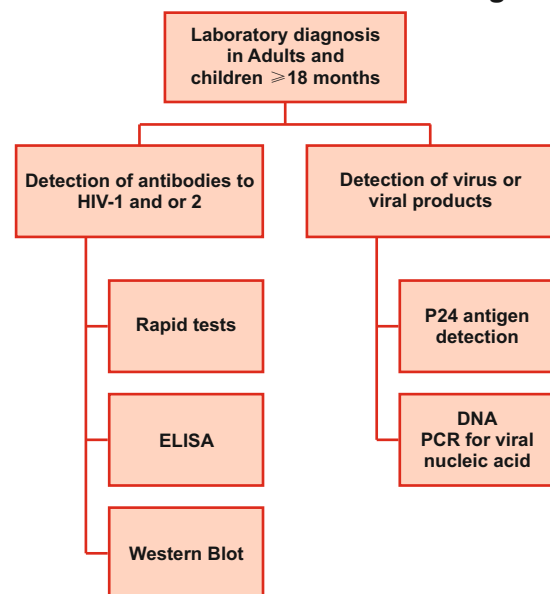 Laboratory diagnosis
in Adults and
children ⩾18 months
Detection of antibodies to
HIV-1 and or 2
Detection of virus or
viral products
Rapid tests
ELISA
Western Blot
P24 antigen
detection
DNA
PCR for viral
nucleic acid